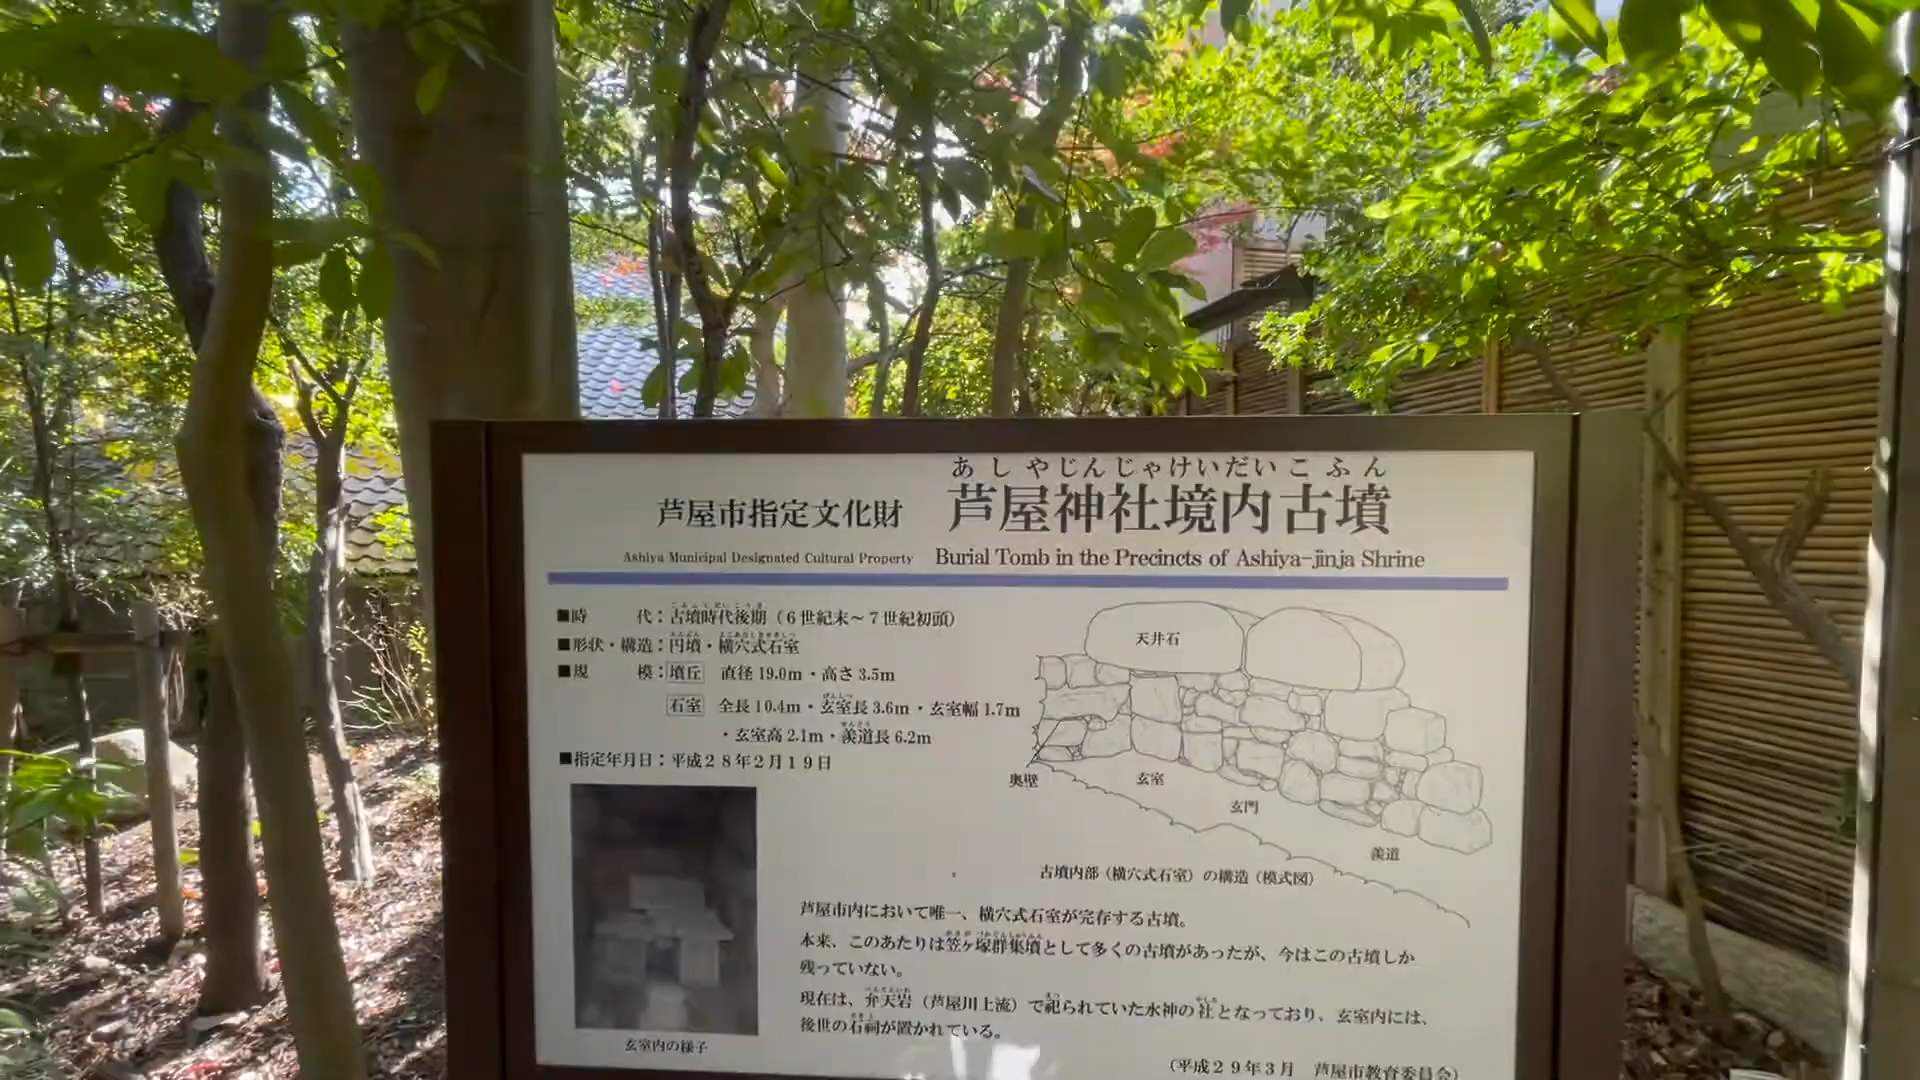 あしやじんじゃけいだいこふん
芦屋市指定文化財 芦屋神社境内古墳
Ashiya Municipal Designated Cultural Property Burial Tomb in the Precincts of Ashiya-jinja Shrine
■時 代：古墳時代後期（６世紀末～７世紀初頭）
■形状・構造：円墳・横穴式石室
■規 模：墳丘 直径 19.0m・高さ 3.5m
石室 全長 10.4m・玄室長 3.6m・玄室幅 1.7m
・玄室高 2.1m・羨道長 6.2m
■指定年月日：平成２８年２月１９日
天井石
奥壁
玄室
玄門
羨道
古墳内部（横穴式石室）の構造（模式図）
玄室内の様子
芦屋市内において唯一、横穴式石室が完存する古墳。
本来、このあたりは笠ヶ塚群集墳として多くの古墳があったが、今はこの古墳しか
残っていない。
現在は、弁天岩（芦屋川上流）で祀られていた水神の社となっており、玄室内には、
後世の石祠が置かれている。
（平成２９年３月 芦屋市教育委員会）